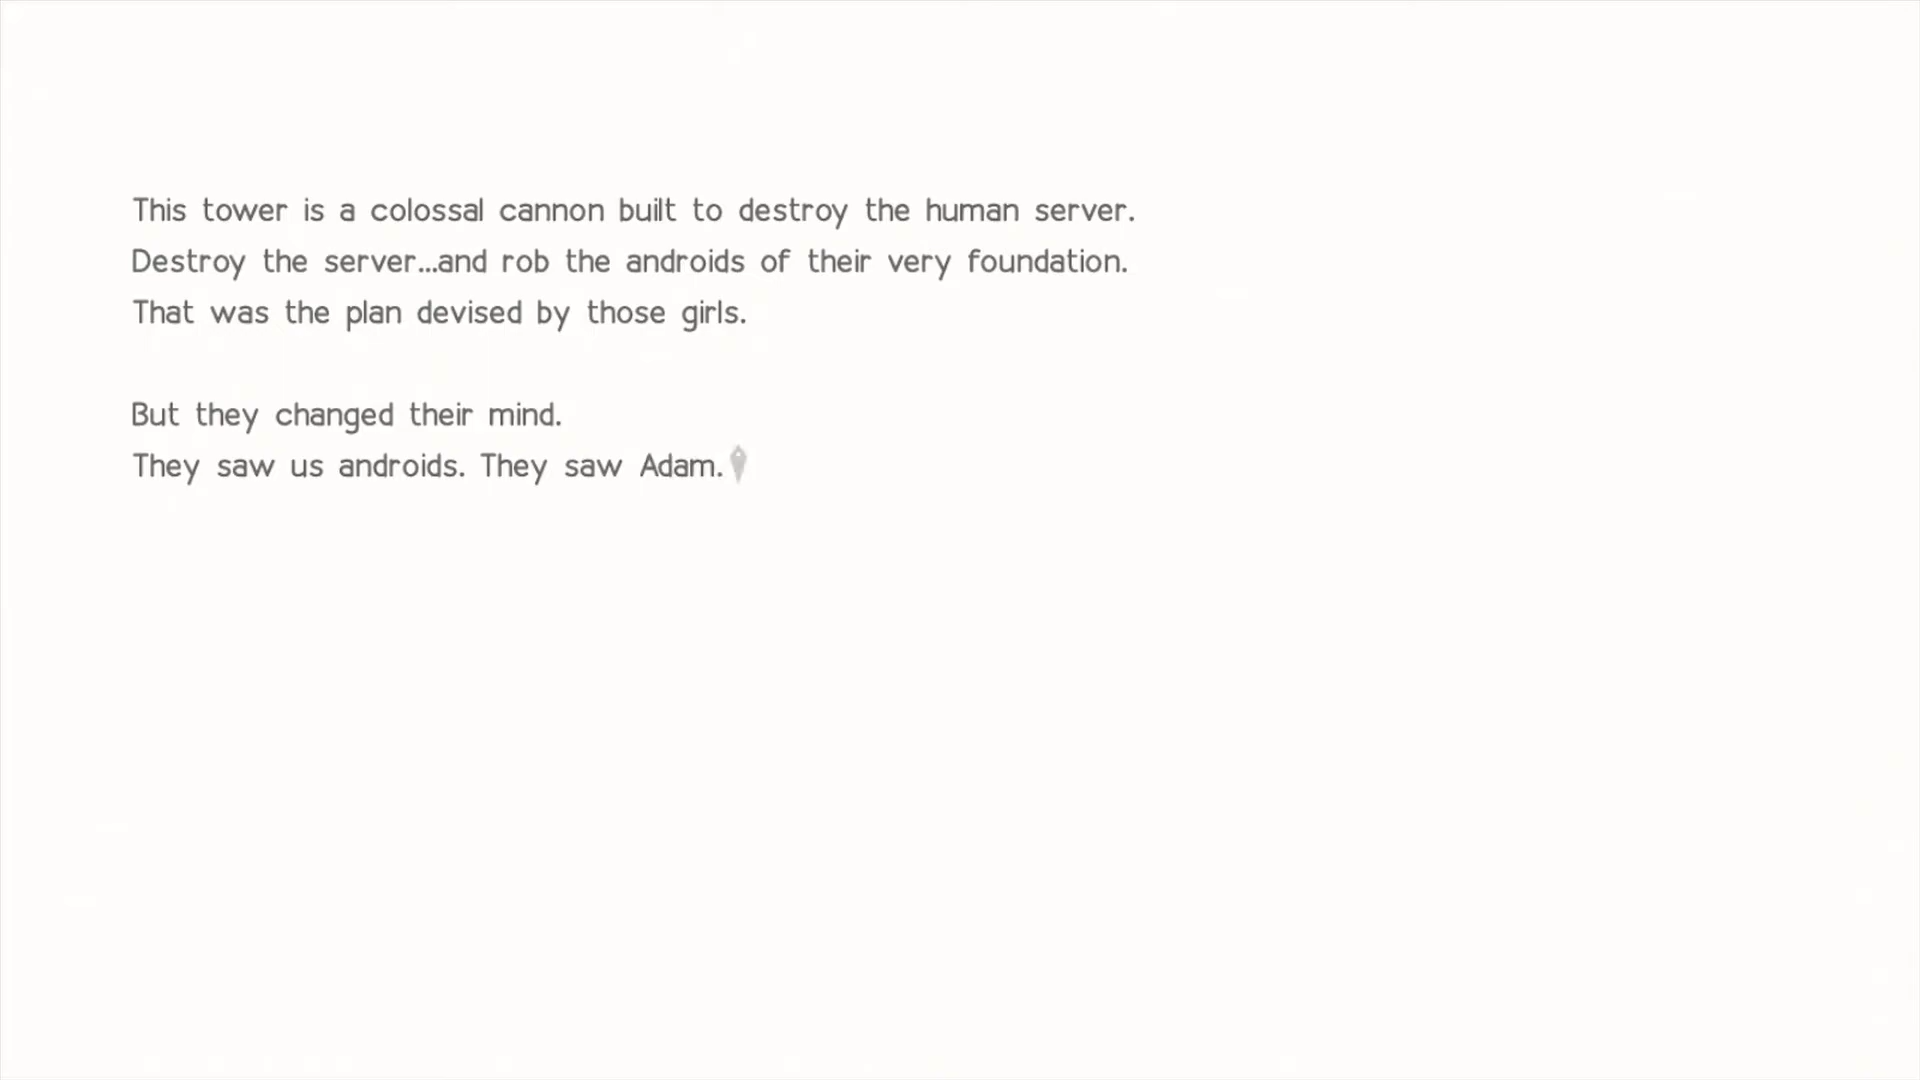 This tower is a colossal cannon built to destroy the human server.
Destroy the server...and rob the androids of their very foundation.
That was the plan devised by those girls.
But they changed their mind.
They saw us androids. They saw Adam.